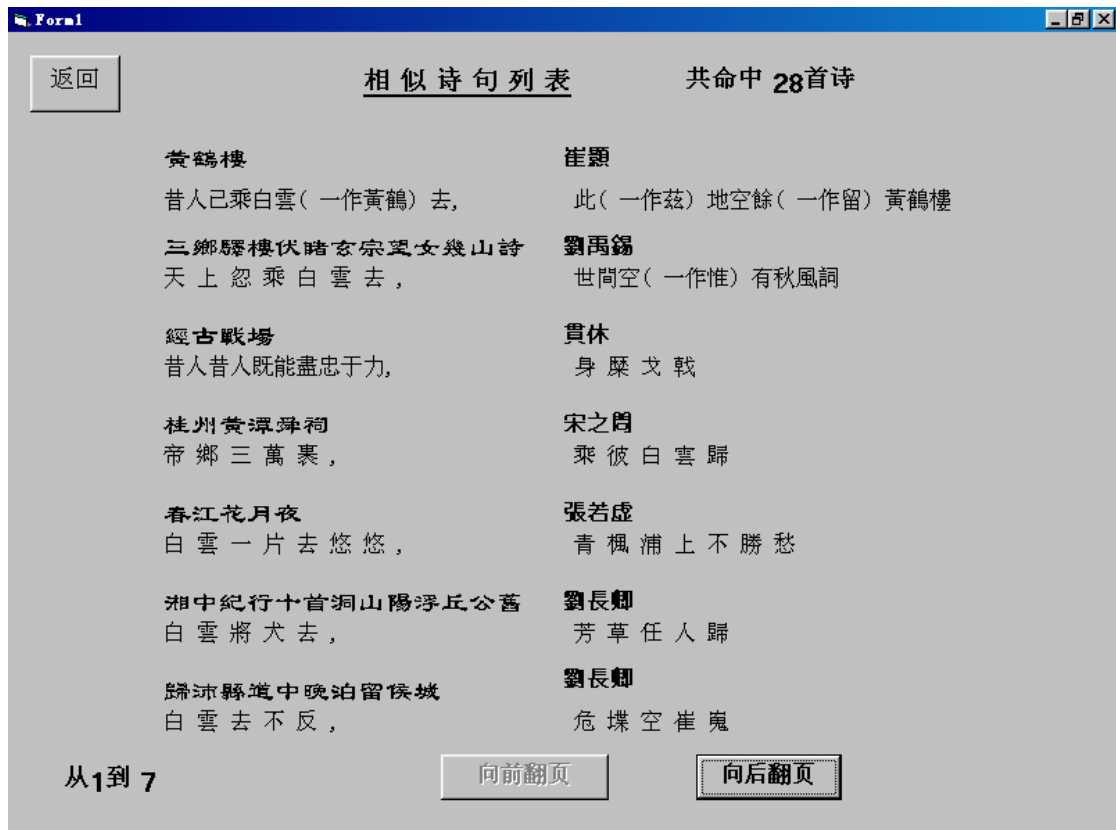 Form1
返回
相似诗句列表 共命中 28首诗
黃鶴樓 崔顥
昔人已乘白雲(一作黃鶴)去, 此(一作茲)地空餘(一作留)黃鶴樓
三鄉驛樓伏睹玄宗望女幾山詩 劉禹錫
天上忽乘白雲去, 世間空(一作惟)有秋風詞
經古戰場 貫休
昔人昔人既能盡忠于力, 身糜戈戟
桂州黃潭舜祠 宋之問
帝鄉三萬裏, 乘彼白雲歸
春江花月夜 張若虛
白雲一片去悠悠, 青楓浦上不勝愁
湘中紀行十首洞山陽浮丘公舊 劉長卿
白雲將犬去, 芳草任人歸
歸沛縣道中晚泊留侯城 劉長卿
白雲去不反, 危堞空崔嵬
从1到 7 向前翻页 向后翻页